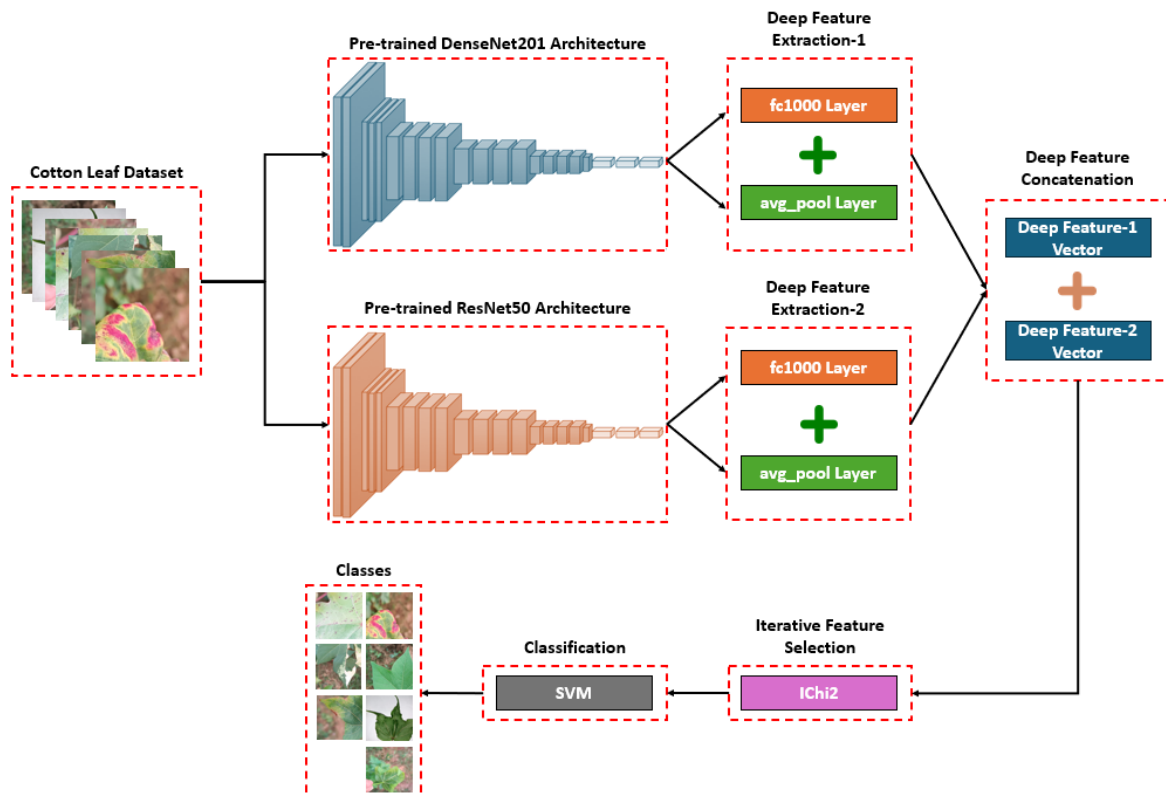 Cotton Leaf Dataset
Pre-trained DenseNet201 Architecture
Deep Feature
Extraction-1
fc1000 Layer
avg_pool Layer
Pre-trained ResNet50 Architecture
Deep Feature
Extraction-2
fc1000 Layer
avg_pool Layer
Deep Feature
Concatenation
Deep Feature-1
Vector
Deep Feature-2
Vector
Iterative Feature
Selection
IChi2
Classification
SVM
Classes